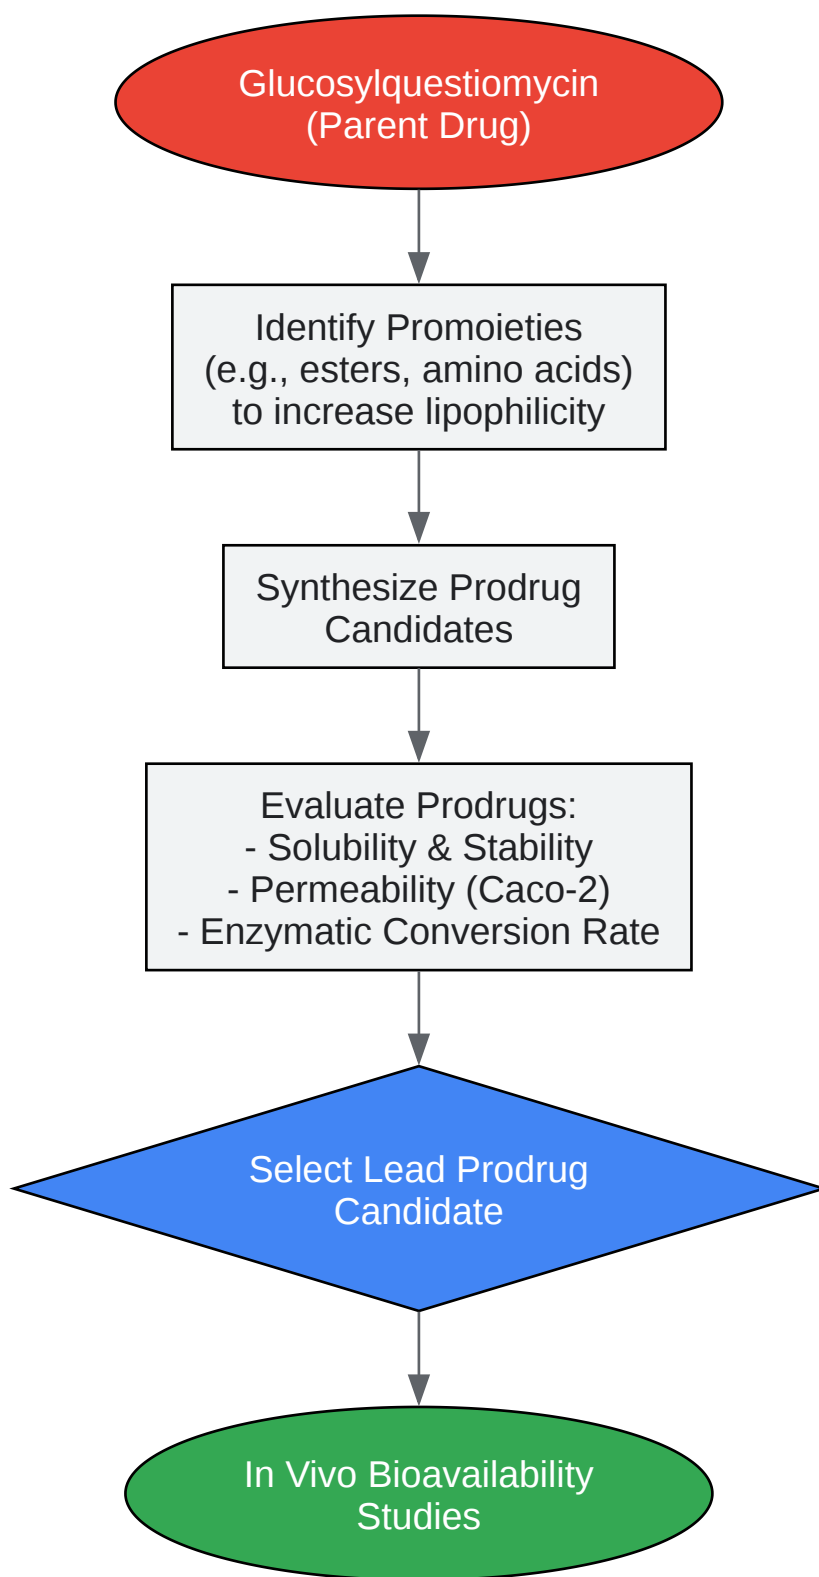 Glucosylquestiomycin
(Parent Drug)
Identify Promoieties
(e.g., esters, amino acids)
to increase lipophilicity
Synthesize Prodrug
Candidates
Evaluate Prodrugs:
- Solubility & Stability
- Permeability (Caco-2)
- Enzymatic Conversion Rate
Select Lead Prodrug
Candidate
In Vivo Bioavailability
Studies